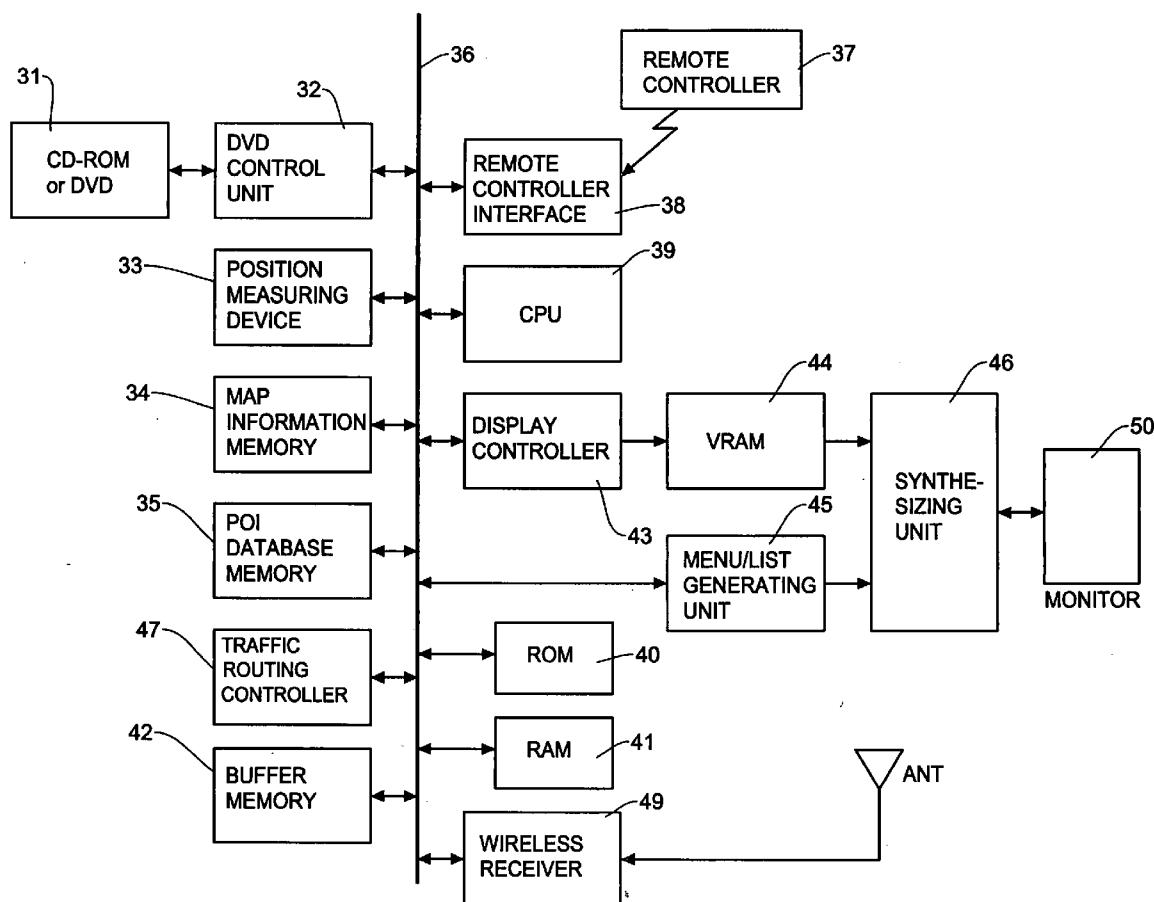 36
REMOTE
CONTROLLER
37
31
32
CD-ROM
or DVD
DVD
CONTROL
UNIT
REMOTE
CONTROLLER
INTERFACE
38
33
POSITION
MEASURING
DEVICE
39
CPU
34
MAP
INFORMATION
MEMORY
DISPLAY
CONTROLLER
43
44
VRAM
46
SYNTHE-
SIZING
UNIT
50
MONITOR
35
POI
DATABASE
MEMORY
45
MENU/LIST
GENERATING
UNIT
47
TRAFFIC
ROUTING
CONTROLLER
ROM
40
42
BUFFER
MEMORY
RAM
41
49
WIRELESS
RECEIVER
ANT